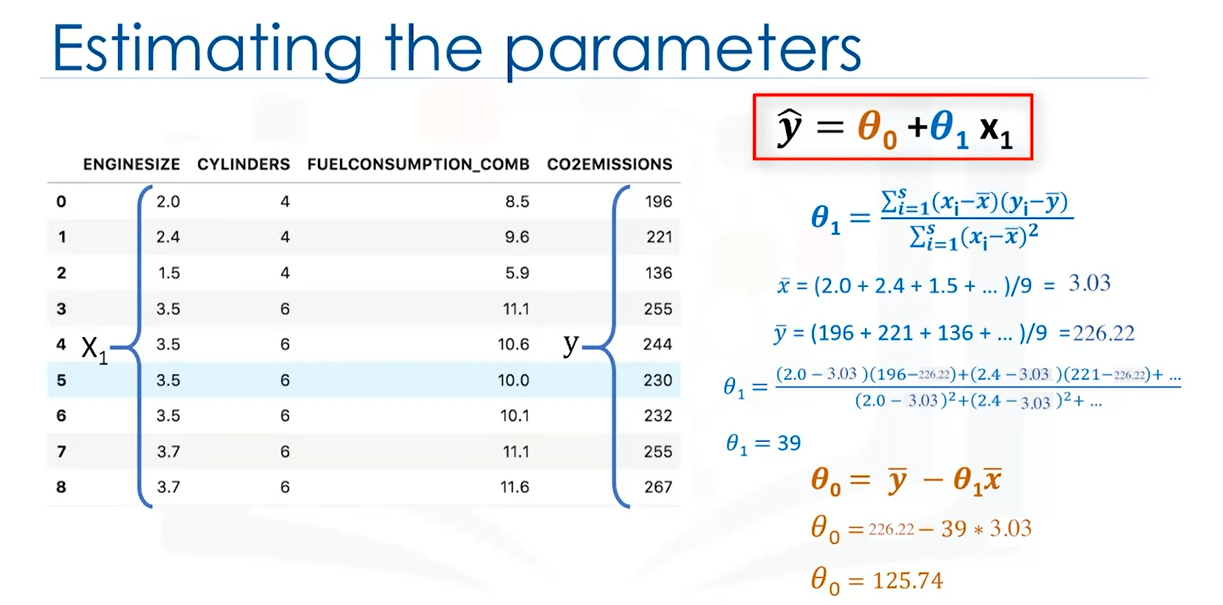 Estimating the parameters
ŷ = θ₀ +θ₁ x₁
ENGINESIZE CYLINDERS FUELCONSUMPTION_COMB CO2EMISSIONS
0 2.0 4 8.5 196
1 2.4 4 9.6 221
2 1.5 4 5.9 136
3 3.5 6 11.1 255
4 X₁ 3.5 6 10.6 y 244
5 3.5 6 10.0 230
6 3.5 6 10.1 232
7 3.7 6 11.1 255
8 3.7 6 11.6 267
θ₁ = ∑ˢᵢ₌₁(xᵢ−x̄)(yᵢ−ȳ) / ∑ˢᵢ₌₁(xᵢ−x̄)²
x̄ = (2.0 + 2.4 + 1.5 + ... )/9 = 3.03
ȳ = (196 + 221 + 136 + ... )/9 =226.22
θ₁ = (2.0 − 3.03 )(196−226.22)+(2.4 −3.03 )(221−226.22)+ ... / (2.0 − 3.03 )²+(2.4 − 3.03 )²+ ...
θ₁ = 39
θ₀ = ȳ − θ₁x̄
θ₀ = 226.22 − 39 ∗ 3.03
θ₀ = 125.74